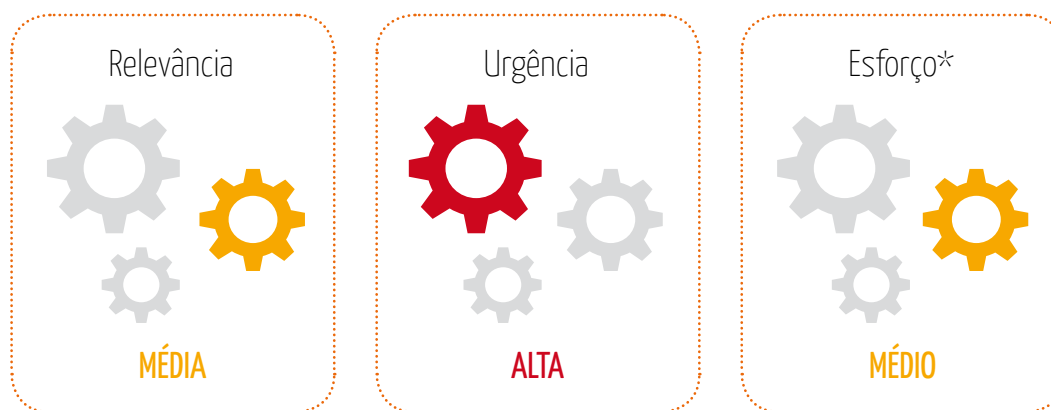 Relevância
Urgência
Esforço*
MÉDIA
ALTA
MÉDIO